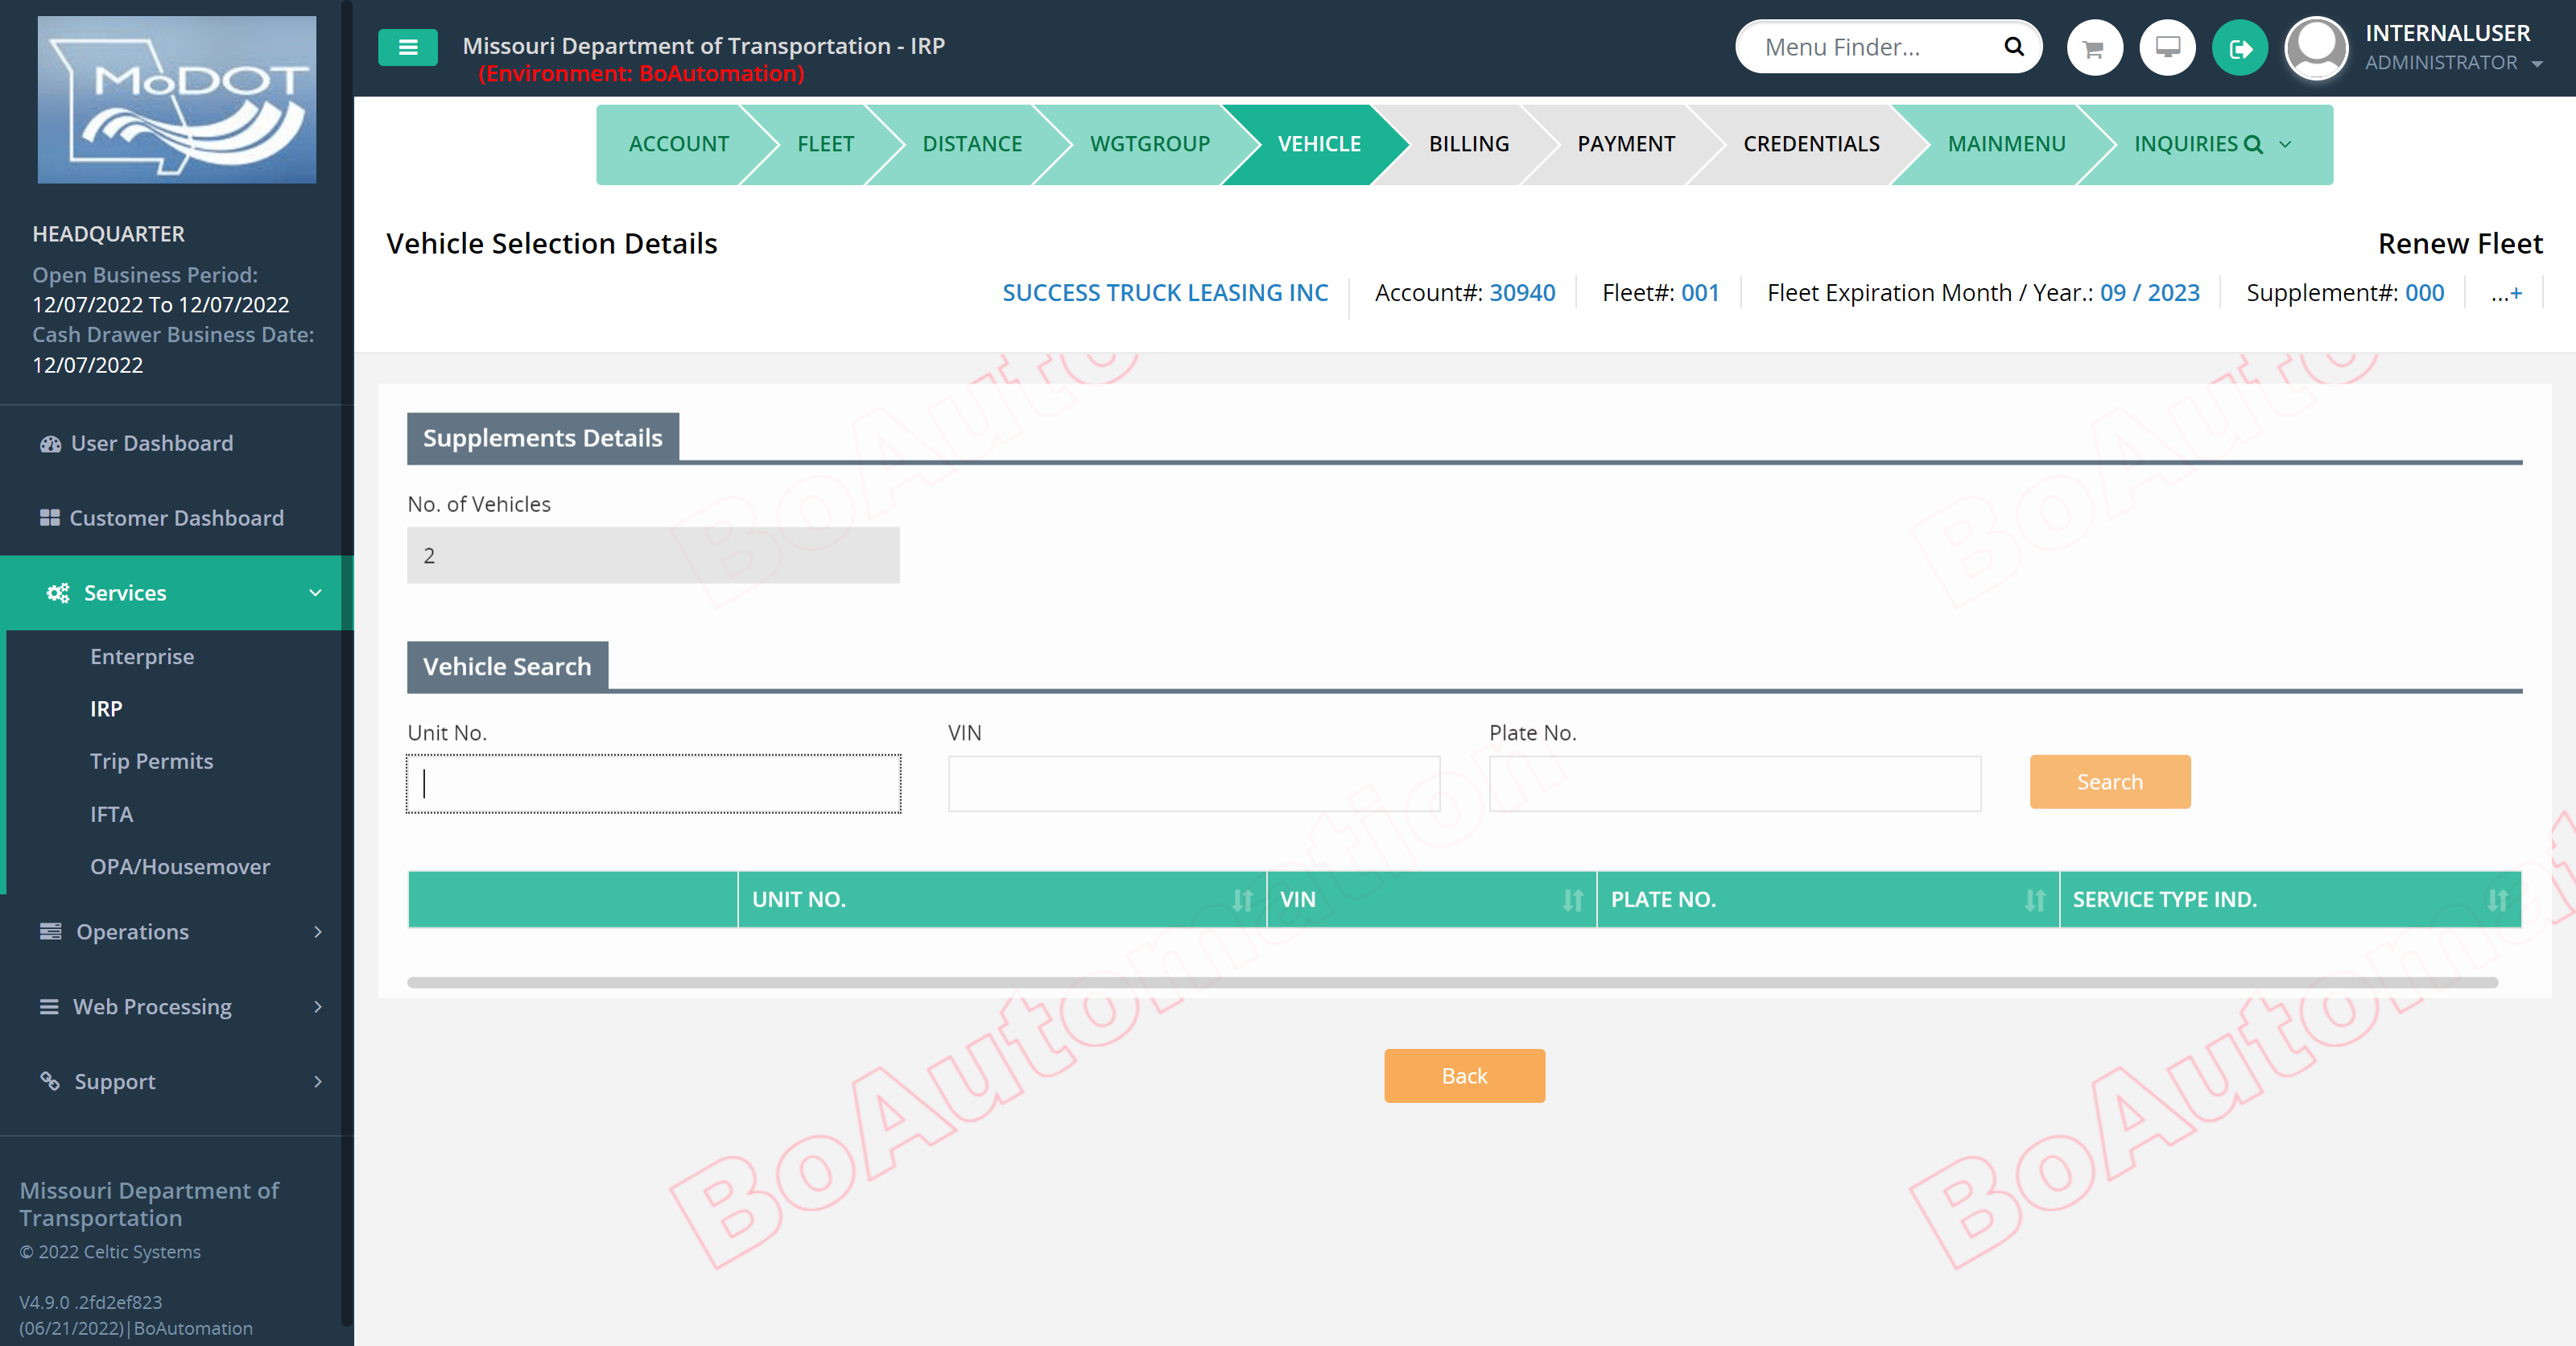 MoDOT
HEADQUARTER
Open Business Period:
12/07/2022 To 12/07/2022
Cash Drawer Business Date:
12/07/2022
User Dashboard
Customer Dashboard
Services
Enterprise
IRP
Trip Permits
IFTA
OPA/Housemover
Operations
Web Processing
Support
Missouri Department of
Transportation
© 2022 Celtic Systems
V4.9.0 .2fd2ef823
(06/21/2022)|BoAutomation
Missouri Department of Transportation - IRP
(Environment: BoAutomation)
Menu Finder...
INTERNALUSER
ADMINISTRATOR
ACCOUNT FLEET DISTANCE WGTGROUP VEHICLE BILLING PAYMENT CREDENTIALS MAINMENU INQUIRIES
Vehicle Selection Details Renew Fleet
SUCCESS TRUCK LEASING INC Account#: 30940 Fleet#: 001 Fleet Expiration Month / Year.: 09 / 2023 Supplement#: 000 ...+
Supplements Details
No. of Vehicles
2
Vehicle Search
Unit No. VIN Plate No.
Search
UNIT NO. VIN PLATE NO. SERVICE TYPE IND.
Back
BoAuto
BoAuto
BoAutomation
BoAutomat